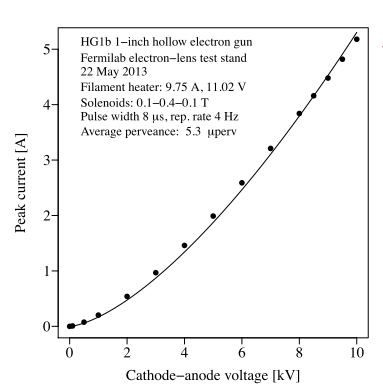 HG1b 1−inch hollow electron gun
Fermilab electron−lens test stand
22 May 2013
Filament heater: 9.75 A, 11.02 V
Solenoids: 0.1−0.4−0.1 T
Pulse width 8 μs, rep. rate 4 Hz
Average perveance: 5.3 μperv
Peak current [A]
5
4
3
2
1
0
0 2 4 6 8 10
Cathode−anode voltage [kV]